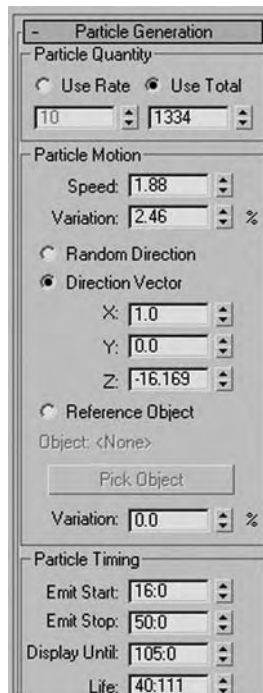 - Particle Generation
Particle Quantity
Use Rate Use Total
10 1334
Particle Motion
Speed: 1.88
Variation: 2.46 %
Random Direction
Direction Vector
X: 1.0
Y: 0.0
Z: -16.169
Reference Object
Object: <None>
Pick Object
Variation: 0.0 %
Particle Timing
Emit Start: 16:0
Emit Stop: 50:0
Display Until: 105:0
Life: 40:111